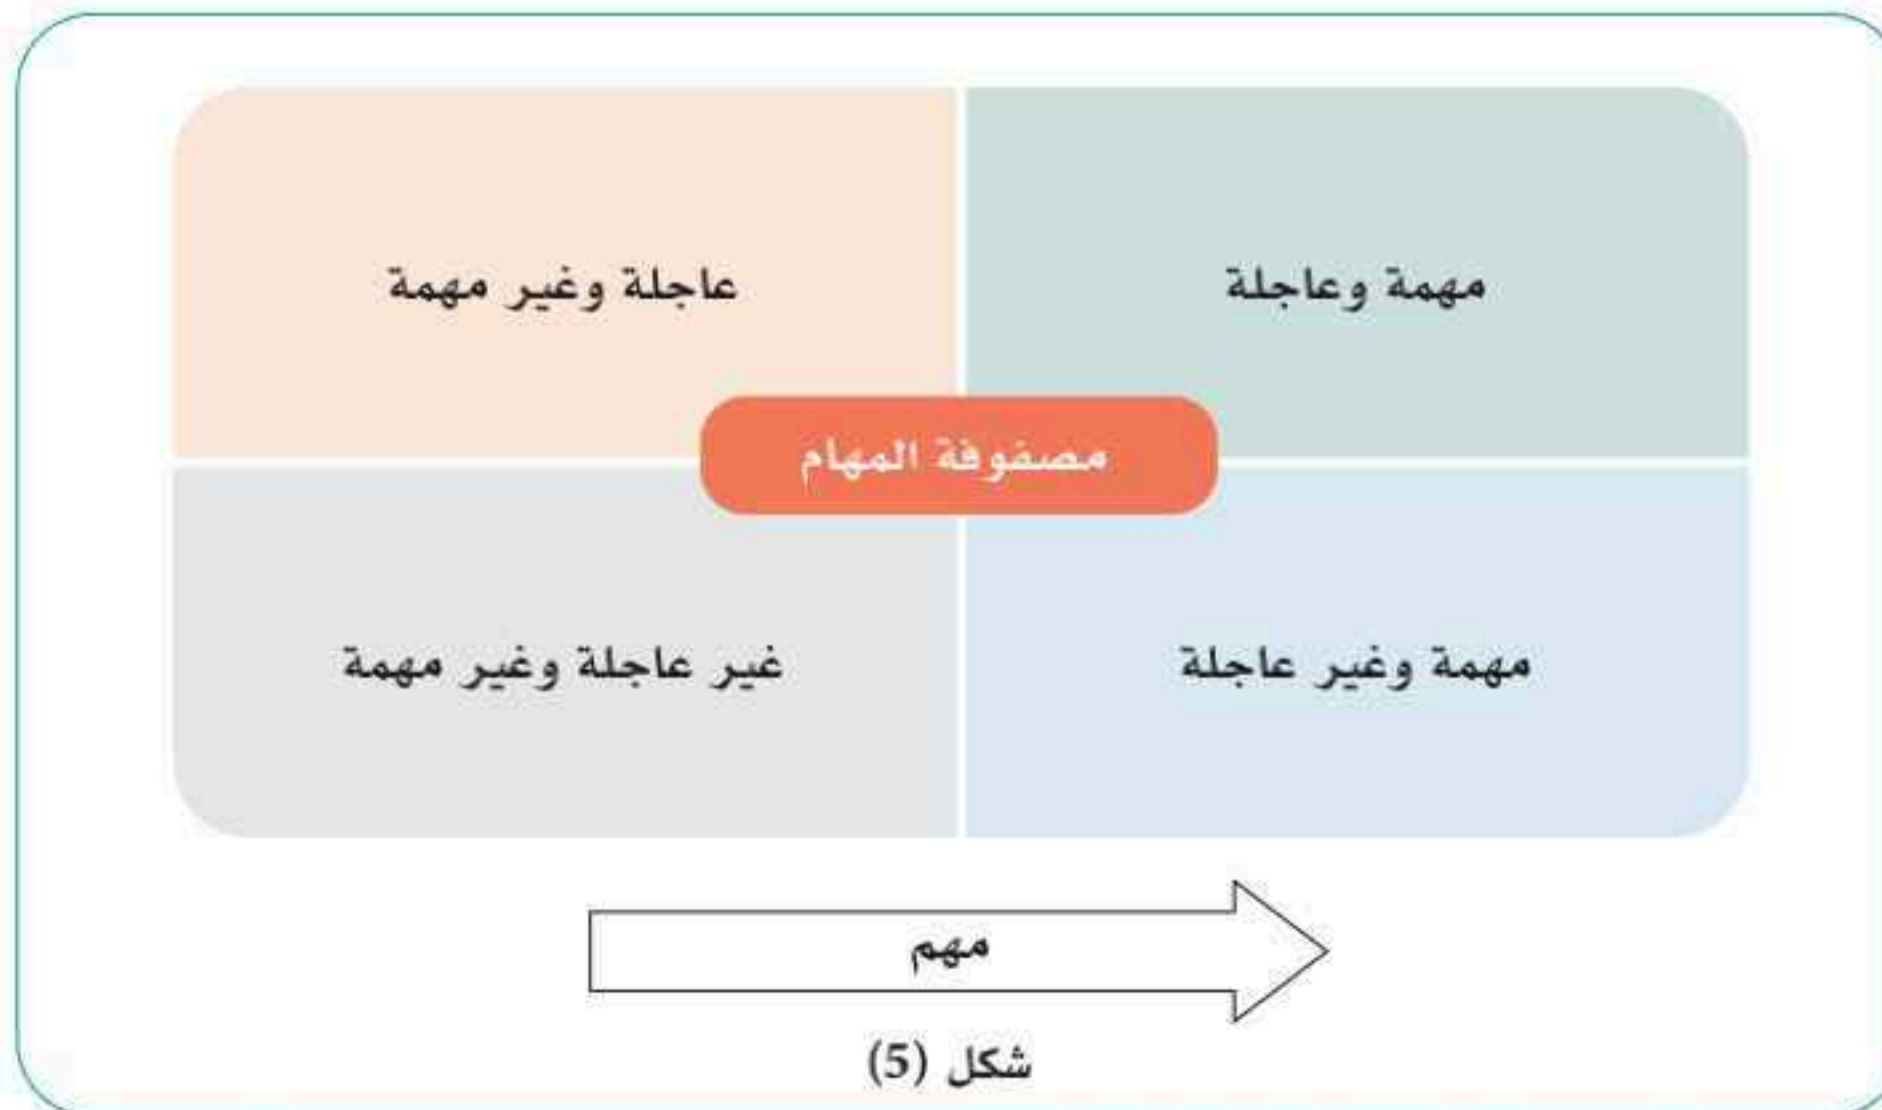 مهمة وعاجلة
عاجلة وغير مهمة
مصفوفة المهام
مهمة وغير عاجلة
غير عاجلة وغير مهمة
مهم
شكل (5)